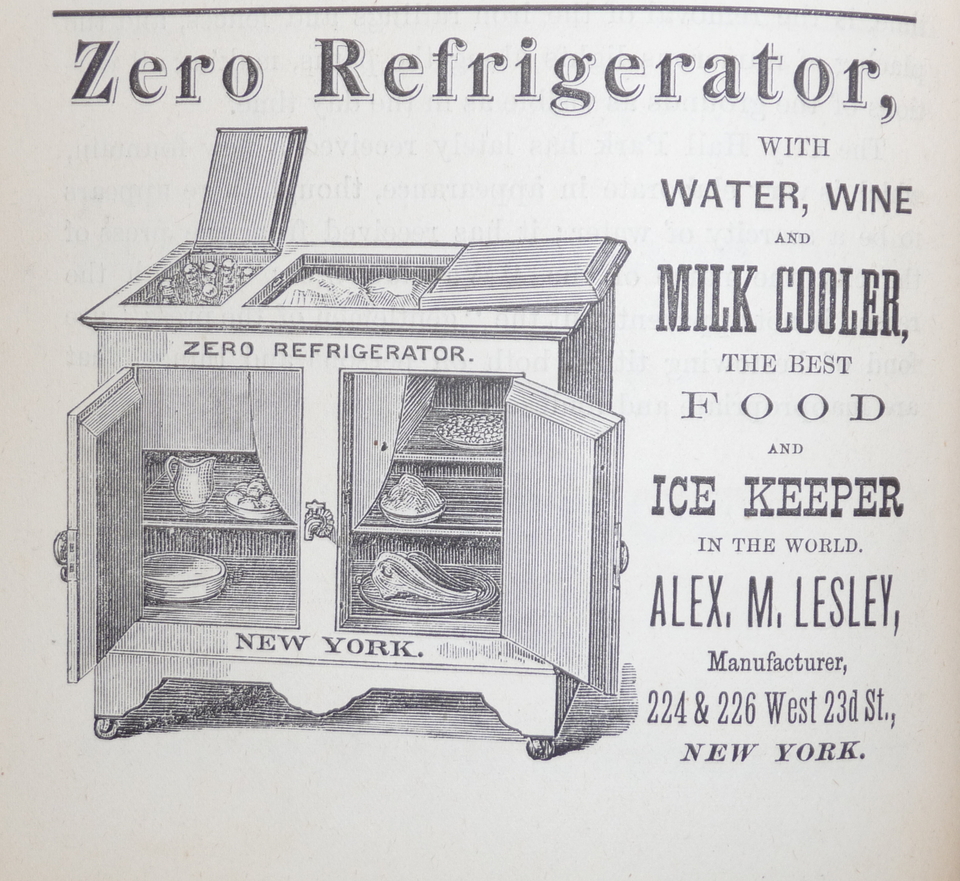 Zero Refrigerator,
WITH
WATER, WINE
AND
MILK COOLER,
THE BEST
FOOD
AND
ICE KEEPER
IN THE WORLD.
ALEX. M. LESLEY,
Manufacturer,
224 & 226 West 23d St.,
NEW YORK.
ZERO REFRIGERATOR.
NEW YORK.